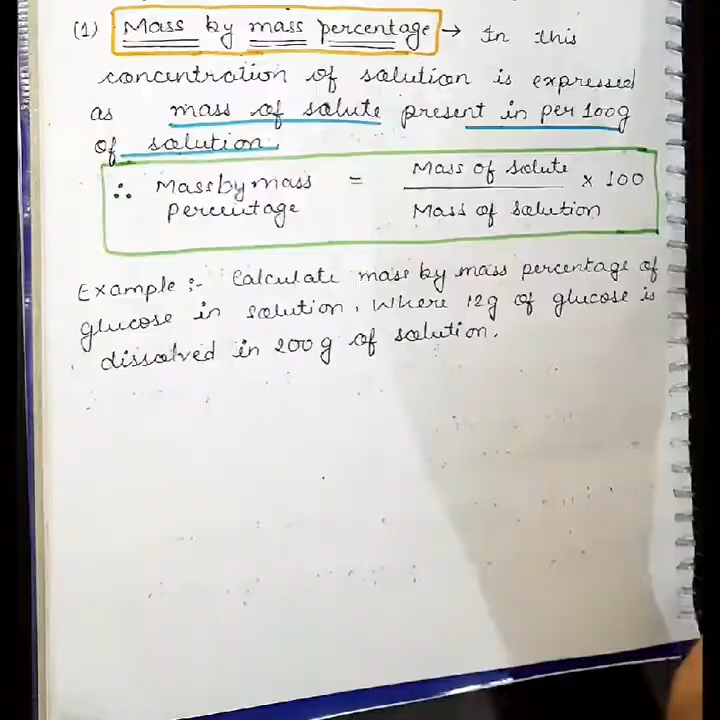 (1) Mass by mass percentage → In this
concentration of solution is expressed
as mass of solute present in per 100g
of solution.
∴ Mass by mass percentage = Mass of solute / Mass of solution × 100
Example :- Calculate mass by mass percentage of
glucose in solution, where 12g of glucose is
dissolved in 200g of solution.